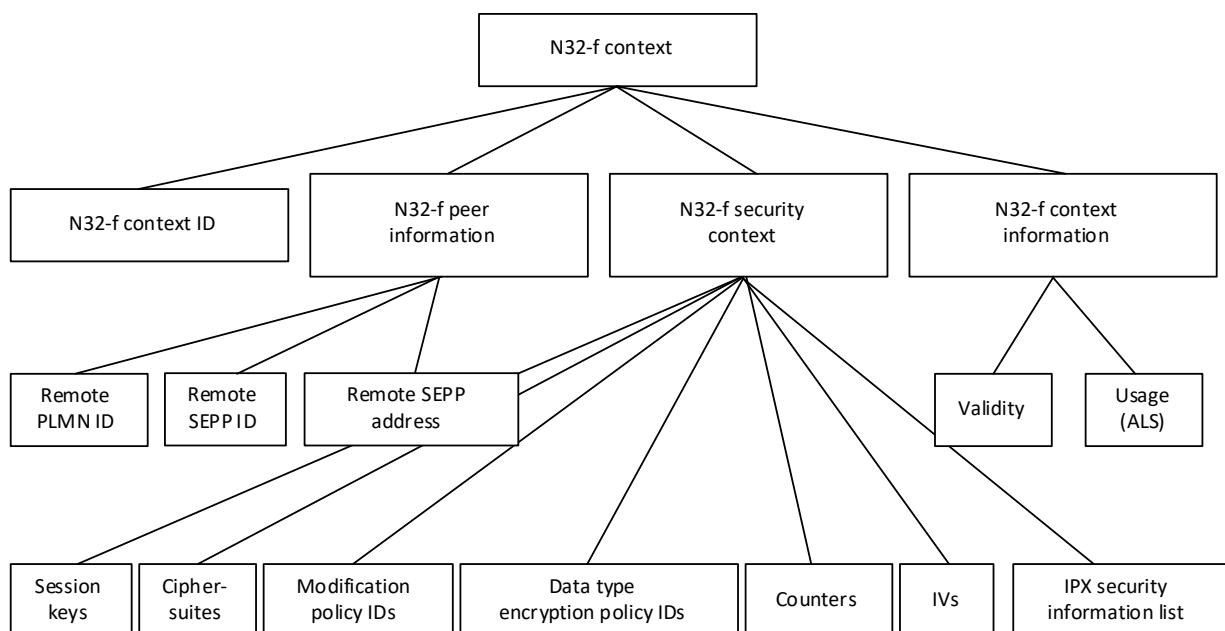 N32-f context
N32-f context ID
N32-f peer
information
N32-f security
context
N32-f context
information
Remote
PLMN ID
Remote
SEPP ID
Remote SEPP
address
Validity
Usage
(ALS)
Session
keys
Cipher-
suites
Modification
policy IDs
Data type
encryption policy IDs
Counters
IVs
IPX security
information list